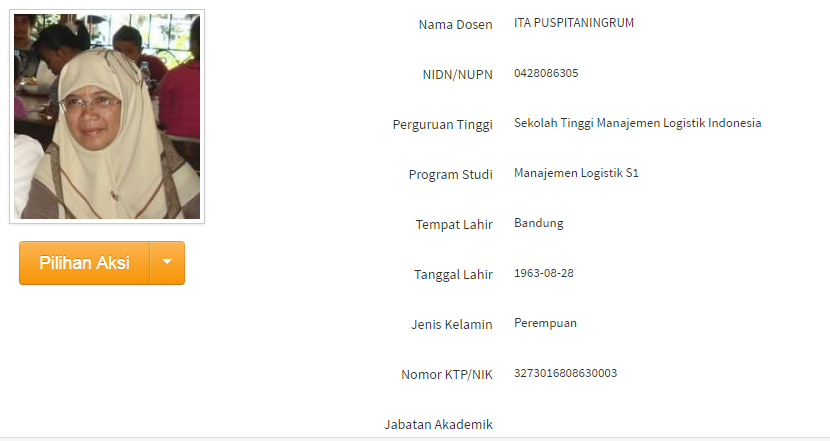 Nama Dosen ITA PUSPITANINGRUM
NIDN/NUPN 0428086305
Perguruan Tinggi Sekolah Tinggi Manajemen Logistik Indonesia
Program Studi Manajemen Logistik S1
Pilihan Aksi
Tempat Lahir Bandung
Tanggal Lahir 1963-08-28
Jenis Kelamin Perempuan
Nomor KTP/NIK 3273016808630003
Jabatan Akademik